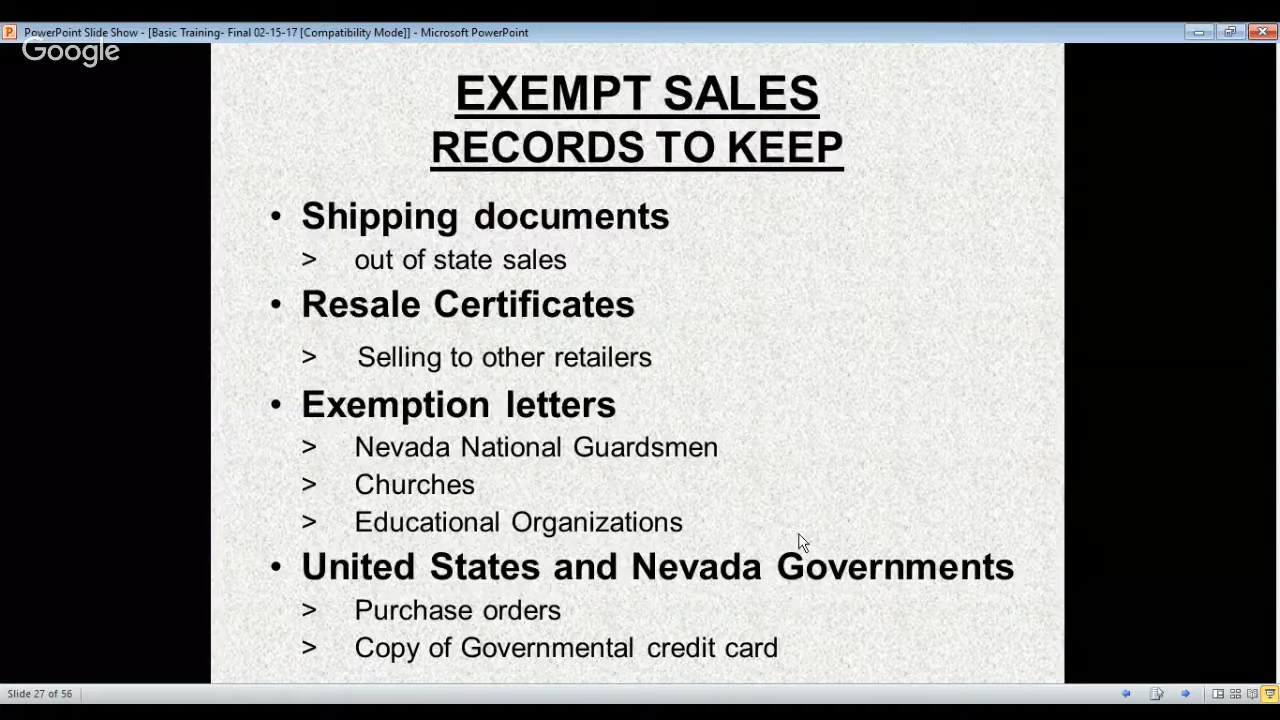 PowerPoint Slide Show - [Basic Training- Final 02-15-17 [Compatibility Mode]] - Microsoft PowerPoint
Google
EXEMPT SALES
RECORDS TO KEEP
• Shipping documents
> out of state sales
• Resale Certificates
> Selling to other retailers
• Exemption letters
> Nevada National Guardsmen
> Churches
> Educational Organizations
• United States and Nevada Governments
> Purchase orders
> Copy of Governmental credit card
Slide 27 of 56